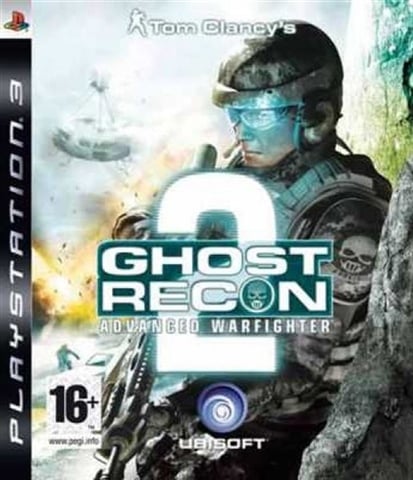 PLAYSTATION 3
Tom Clancy's
2
GHOST
RECON
ADVANCED WARFIGHTER
16+
www.pegi.info
UBISOFT